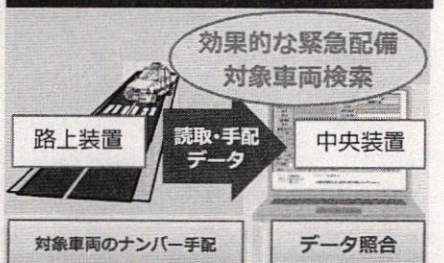 効果的な緊急配備
対象車両検索
路上装置
読取・手配
データ
中央装置
対象車両のナンバー手配
データ照合